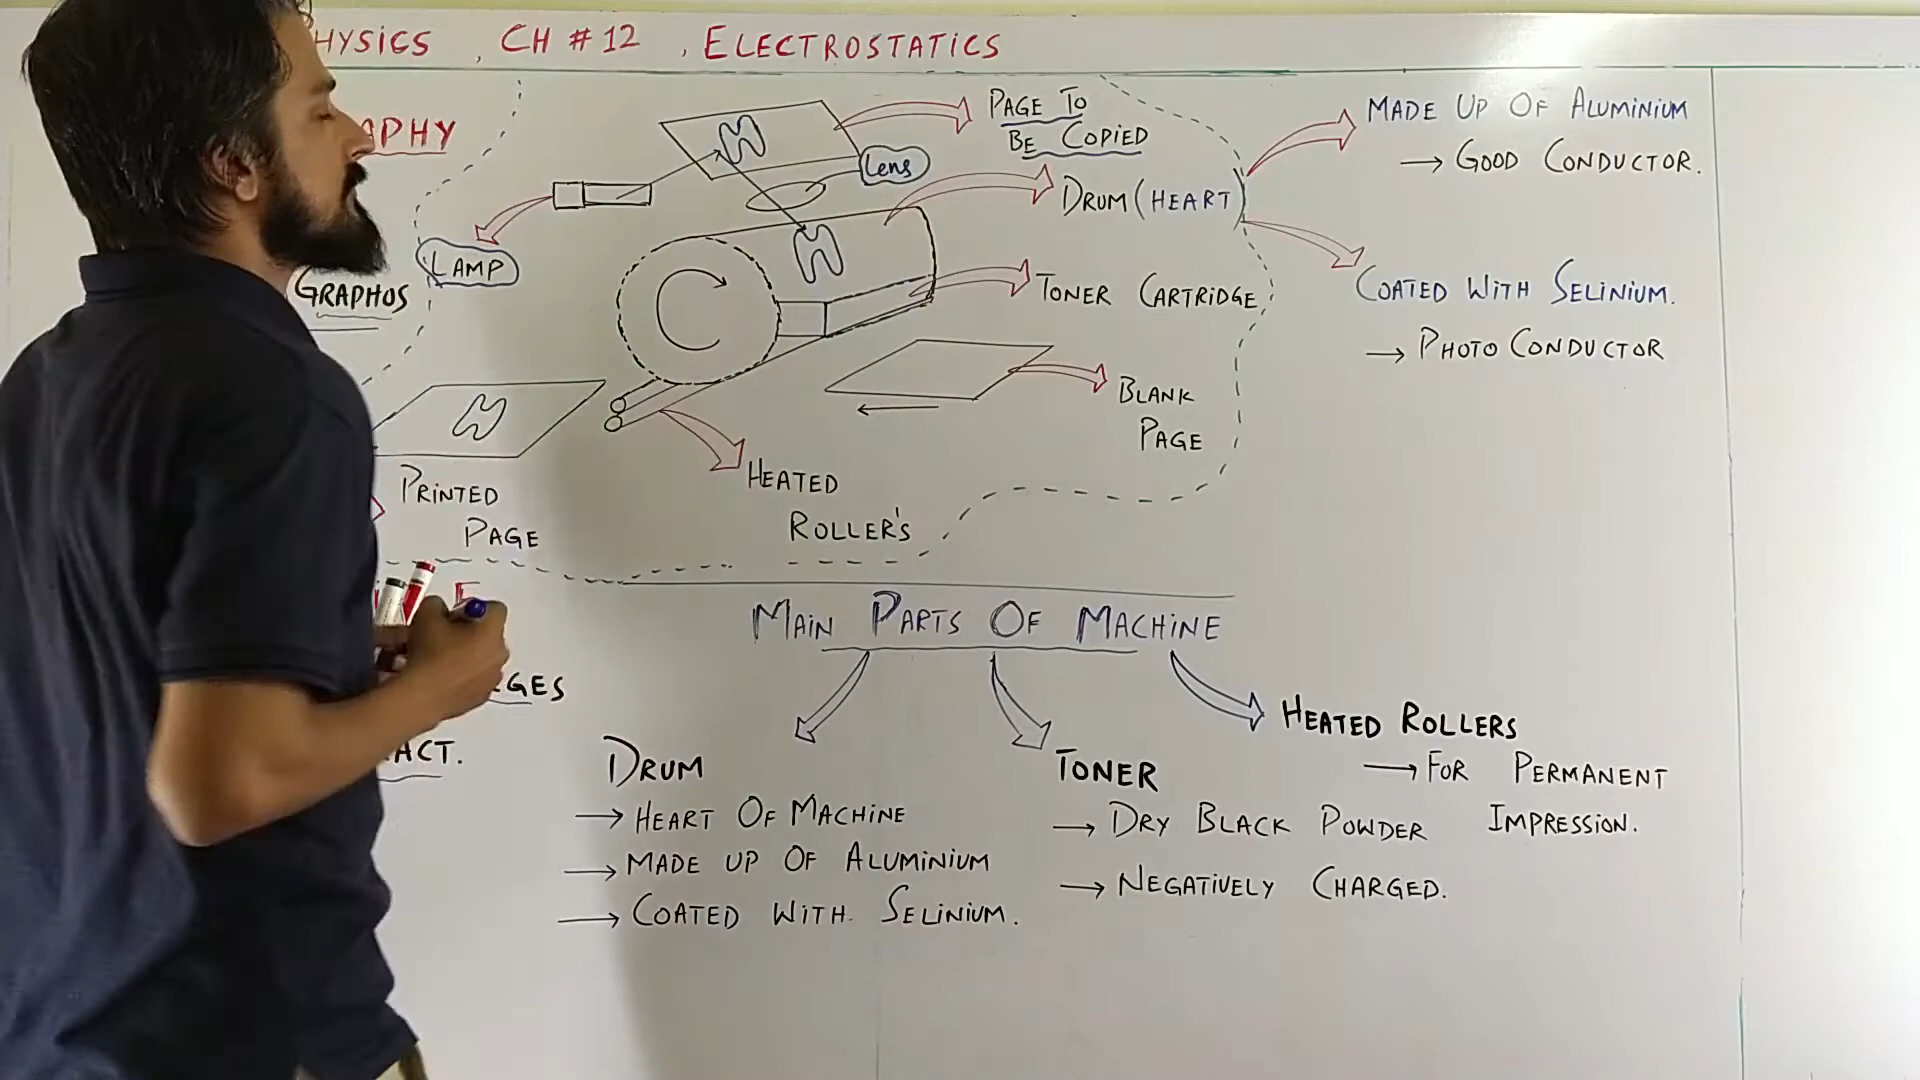 HYSICS , CH # 12 , ELECTROSTATICS
APHY
GRAPHOS
LAMP
Lens
PAGE TO
BE COPIED
DRUM (HEART)
TONER CARTRIDGE
BLANK
PAGE
HEATED
ROLLER'S
PRINTED
PAGE
MADE UP OF ALUMINIUM
→ GOOD CONDUCTOR.
COATED WITH SELINIUM.
→ PHOTO CONDUCTOR
GES
ACT.
MAIN PARTS OF MACHINE
DRUM
→ HEART OF MACHINE
→ MADE UP OF ALUMINIUM
→ COATED WITH SELINIUM.
TONER
→ DRY BLACK POWDER
→ NEGATIVELY CHARGED.
HEATED ROLLERS
→ FOR PERMANENT
IMPRESSION.